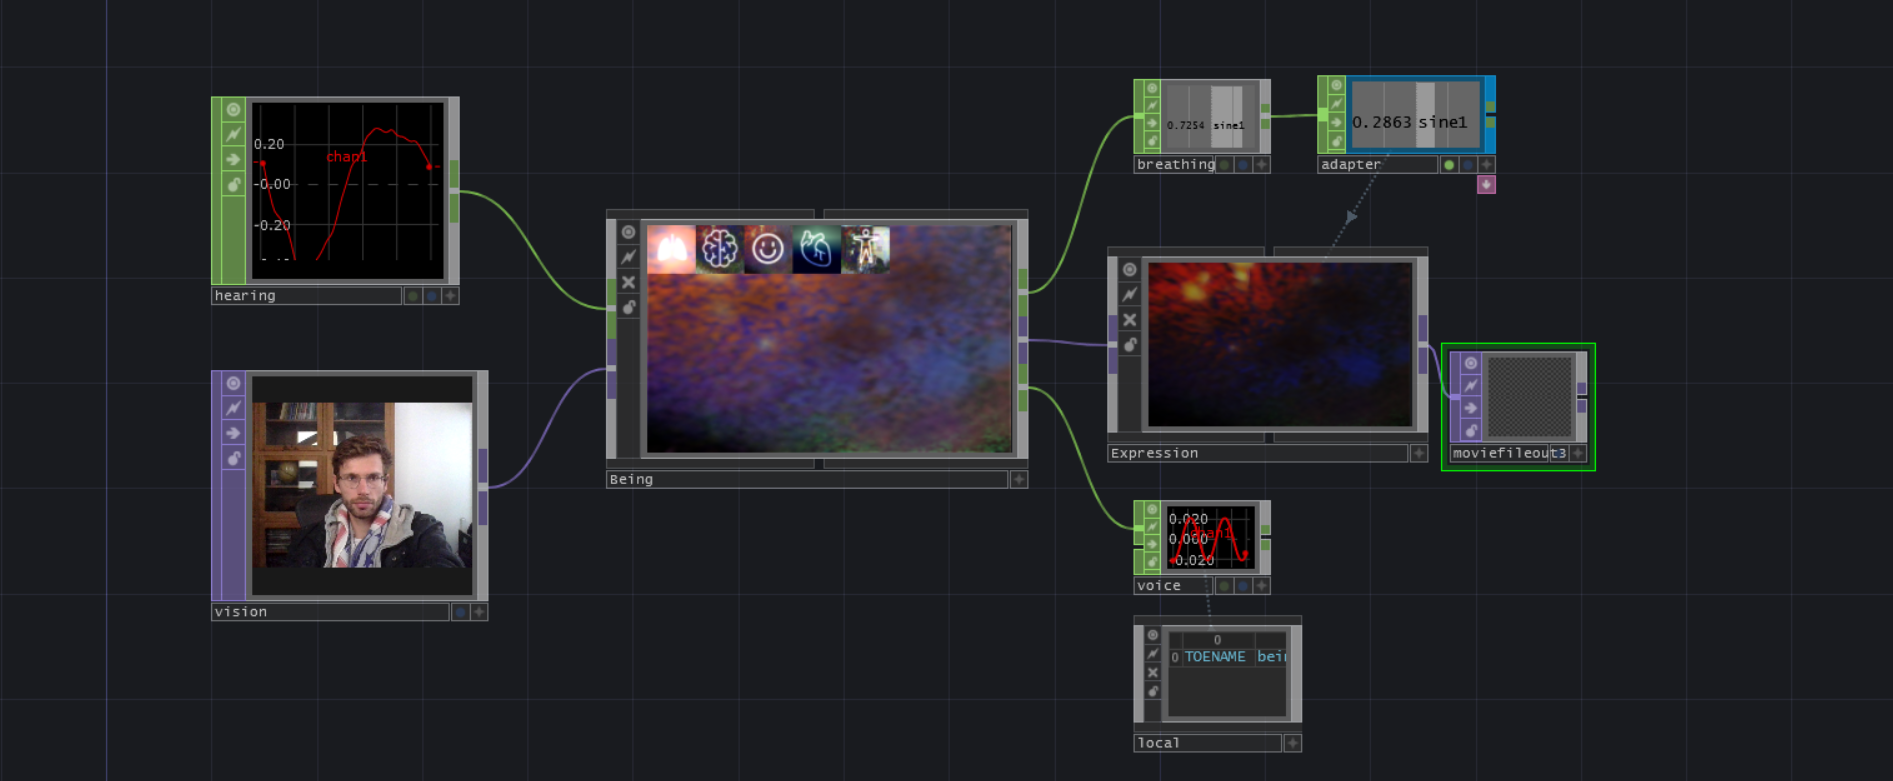 0.20
chan1
-0.00
-0.20
hearing
vision
Being
0.7254 sine1
breathing
0.2863 sine1
adapter
Expression
moviefileout3
0.020
chan1
0.000
-0.020
voice
0
0 TOENAME bei
local